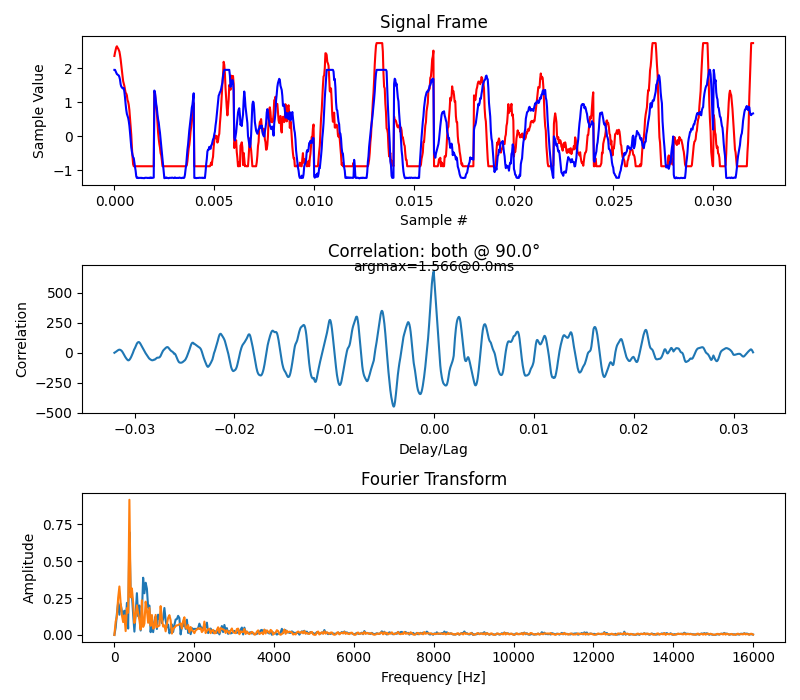 Signal Frame
2
1
0
−1
Sample Value
0.000 0.005 0.010 0.015 0.020 0.025 0.030
Sample #
Correlation: both @ 90.0°
argmax=1.566@0.0ms
500
250
0
−250
−500
Correlation
−0.03 −0.02 −0.01 0.00 0.01 0.02 0.03
Delay/Lag
Fourier Transform
0.75
0.50
0.25
0.00
Amplitude
0 2000 4000 6000 8000 10000 12000 14000 16000
Frequency [Hz]